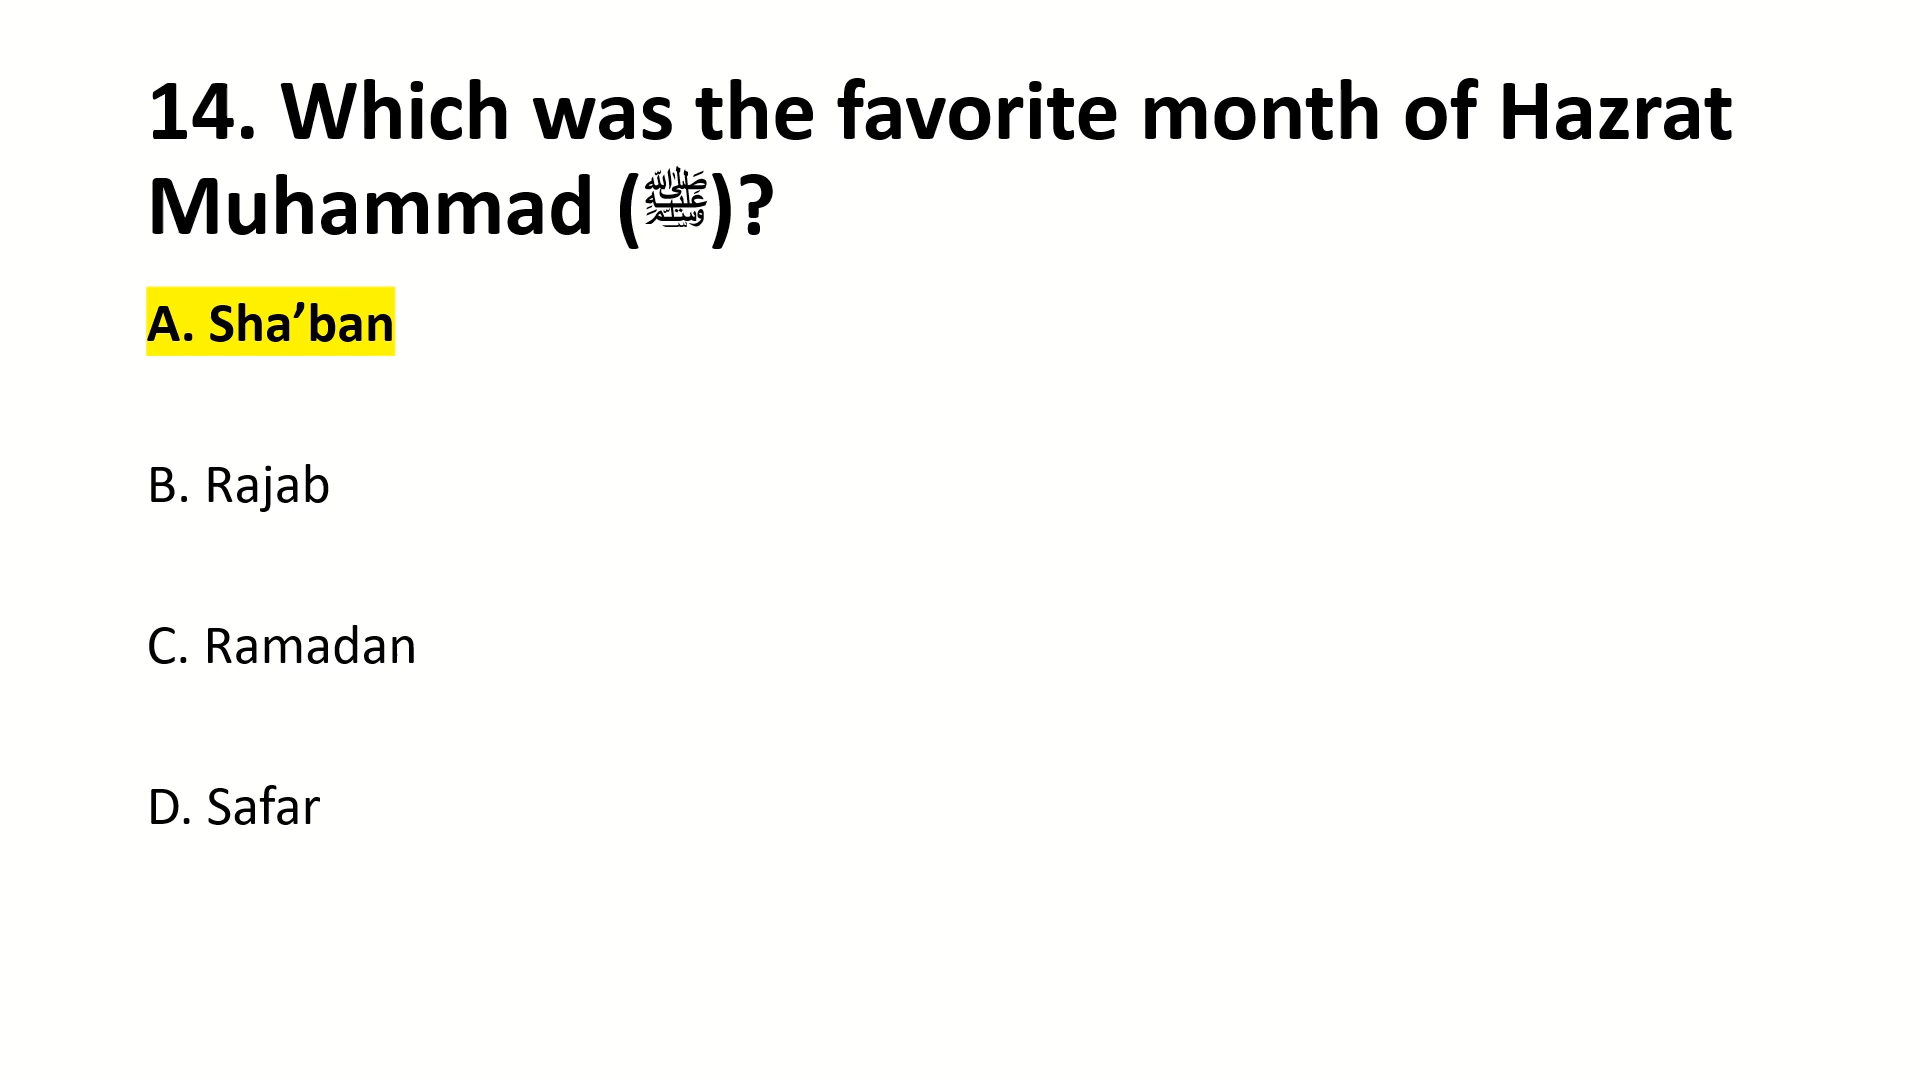 14. Which was the favorite month of Hazrat
Muhammad (ﷺ)?
A. Sha’ban
B. Rajab
C. Ramadan
D. Safar